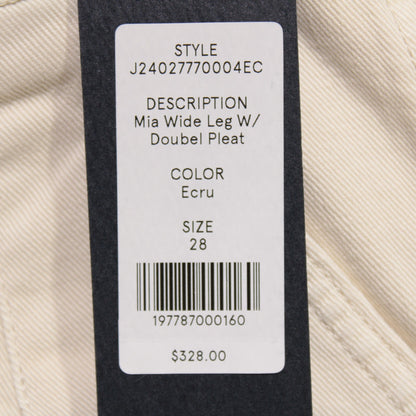 STYLE
J24027770004EC
DESCRIPTION
Mia Wide Leg W/
Doubel Pleat
COLOR
Ecru
SIZE
28
197787000160
$328.00